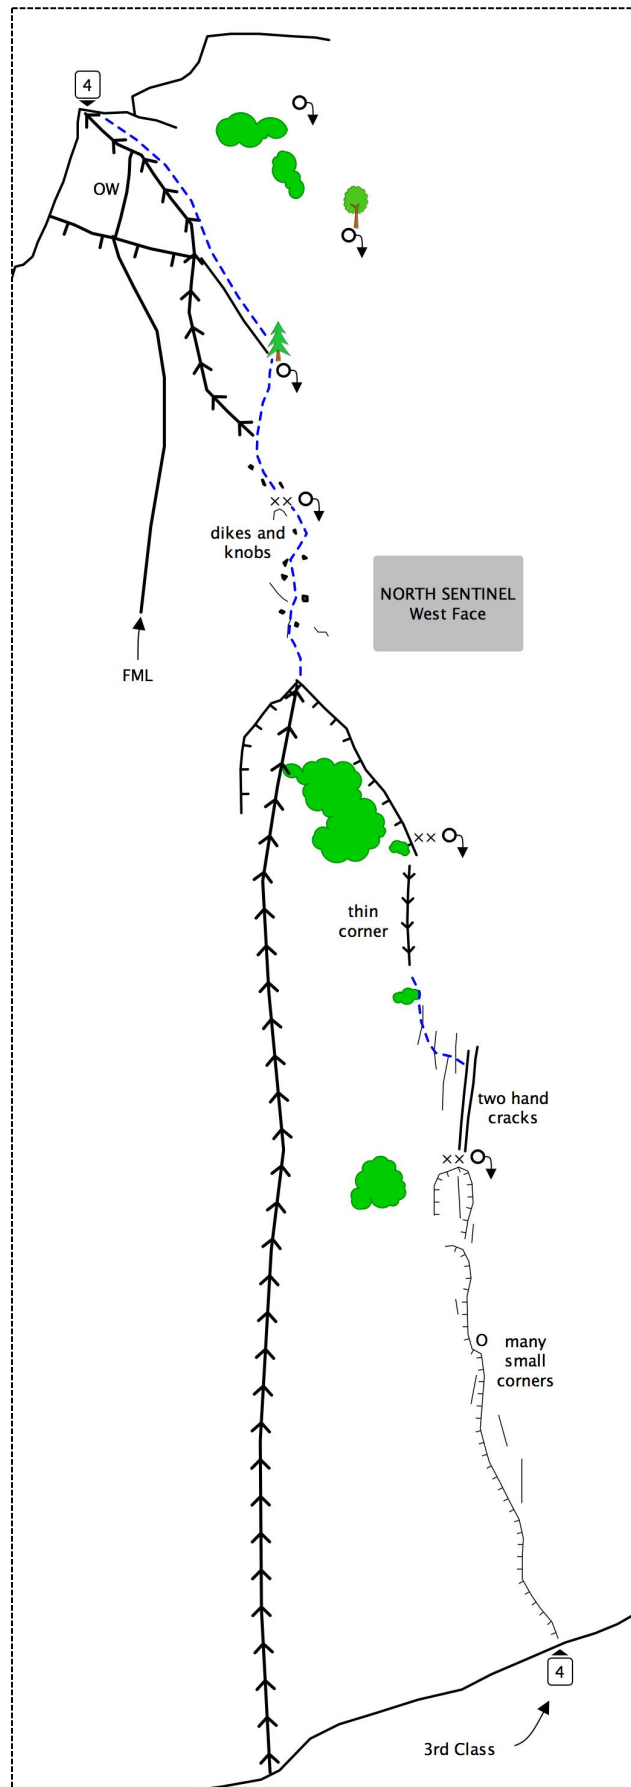 4
OW
dikes and
knobs
NORTH SENTINEL
West Face
FML
thin
corner
two hand
cracks
many
small
corners
4
3rd Class